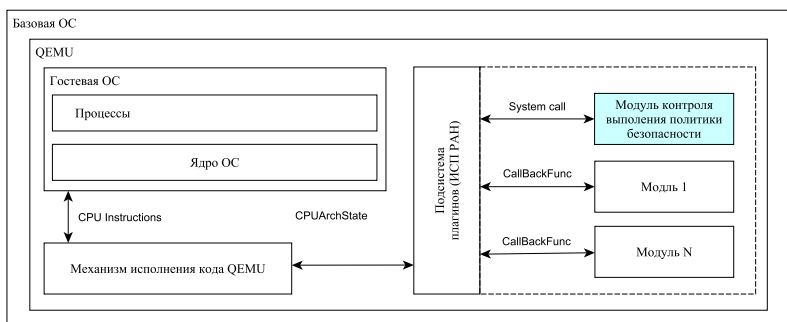 Базовая ОС
QEMU
Гостевая ОС
Процессы
Ядро ОС
CPU Instructions
CPUArchState
Механизм исполнения кода QEMU
Подсистема
плагинов (ИСП РАН)
System call
Модуль контроля
выполения политики
безопасности
CallBackFunc
Модль 1
CallBackFunc
Модуль N